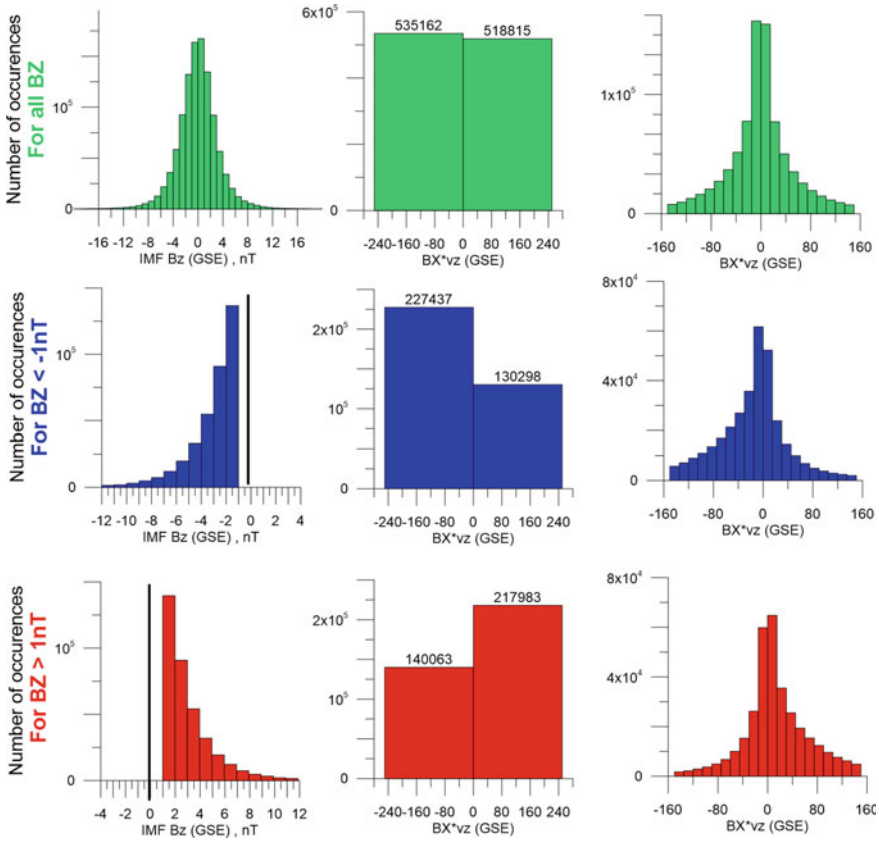 Number of occurences
For all BZ
10⁵
0
-16 -8 0 8 16
IMF Bz (GSE) , nT
6x10⁵
0
535162
518815
-240-160 -80 0 80 160 240
BX*vz (GSE)
1x10⁵
0
-160 -80 0 80 160
BX*vz (GSE)
Number of occurences
For BZ < -1nT
10⁵
0
-12 -10 -8 -6 -4 -2 0 2 4
IMF Bz (GSE) , nT
2x10⁵
10⁵
0
227437
130298
-240-160 -80 0 80 160 240
BX*vz (GSE)
8x10⁴
4x10⁴
0
-160 -80 0 80 160
BX*vz (GSE)
Number of occurences
For BZ > 1nT
10⁵
0
-4 -2 0 2 4 6 8 10 12
IMF Bz (GSE) , nT
2x10⁵
10⁵
0
140063
217983
-240-160 -80 0 80 160 240
BX*vz (GSE)
8x10⁴
4x10⁴
0
-160 -80 0 80 160
BX*vz (GSE)